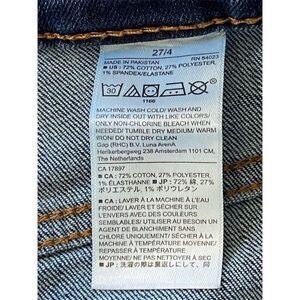 27/4
MADE IN PAKISTAN RN 54023
■ US : 72% COTTON, 27% POLYESTER,
1% SPANDEX/ELASTANE
30
1166
MACHINE WASH COLD/ WASH AND
DRY INSIDE OUT WITH LIKE COLORS/
ONLY NON-CHLORINE BLEACH WHEN
NEEDED/ TUMBLE DRY MEDIUM/ WARM
IRON/ DO NOT DRY CLEAN
Gap (RHC) B.V. Luna ArenA
Herikerbergweg 238 Amsterdam 1101 CM,
The Netherlands
CA 17897
■ CA : 72% COTON, 27% POLYESTER,
1% ÉLASTHANNE ■ JP : 72% 綿, 27%
ポリエステル, 1% ポリウレタン
■ CA : LAVER À LA MACHINE À L'EAU
FROIDE/ LAVER ET SÉCHER SUR
L'ENVERS AVEC DES COULEURS
SEMBLABLES/ UTILISER AU BESOIN UN
AGENT DE BLANCHIMENT SANS
CHLORE UNIQUEMENT/ SÉCHER PAR
CULBUTAGE À TEMPÉRATURE MOYENNE/
REPASSER À TEMPÉRATURE MOYENNE/
NE PAS NETTOYER À SEC
■ JP : 洗濯の際は裏返しにして、同